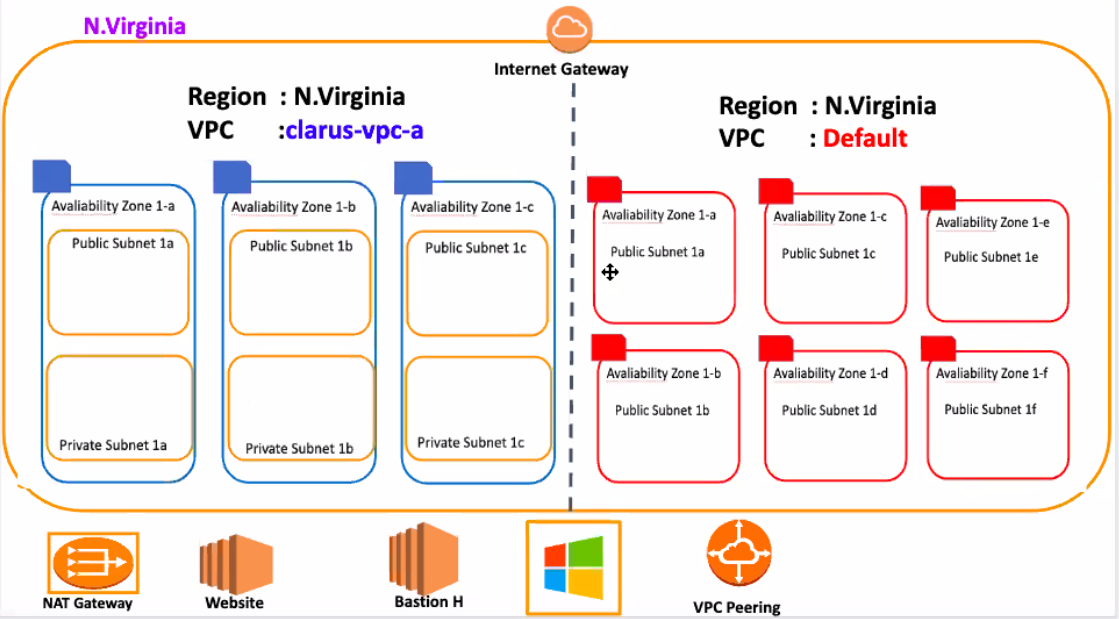 N.Virginia
Internet Gateway
Region : N.Virginia
VPC :clarus-vpc-a
Region : N.Virginia
VPC : Default
Avaliability Zone 1-a
Public Subnet 1a
Private Subnet 1a
Avaliability Zone 1-b
Public Subnet 1b
Private Subnet 1b
Avaliability Zone 1-c
Public Subnet 1c
Private Subnet 1c
Avaliability Zone 1-a
Public Subnet 1a
Avaliability Zone 1-c
Public Subnet 1c
Avaliability Zone 1-e
Public Subnet 1e
Avaliability Zone 1-b
Public Subnet 1b
Avaliability Zone 1-d
Public Subnet 1d
Avaliability Zone 1-f
Public Subnet 1f
NAT Gateway
Website
Bastion H
VPC Peering